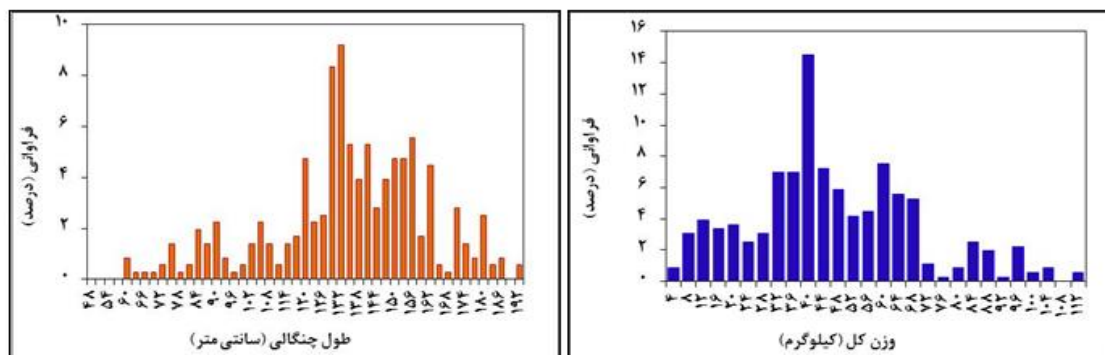 ۱۰
۸
۶
۴
۲
۰
فراوانی (درصد)
۴۸ ۵۴ ۶۰ ۶۶ ۷۲ ۷۸ ۸۴ ۹۰ ۹۶ ۱۰۲ ۱۰۸ ۱۱۴ ۱۲۰ ۱۲۶ ۱۳۲ ۱۳۸ ۱۴۴ ۱۵۰ ۱۵۶ ۱۶۲ ۱۶۸ ۱۷۴ ۱۸۰ ۱۸۶ ۱۹۲
طول چنگالی (سانتی متر)
۱۶
۱۴
۱۲
۱۰
۸
۶
۴
۲
۰
فراوانی (درصد)
۴ ۸ ۱۲ ۱۶ ۲۰ ۲۴ ۲۸ ۳۲ ۳۶ ۴۰ ۴۴ ۴۸ ۵۲ ۵۶ ۶۰ ۶۴ ۶۸ ۷۲ ۷۶ ۸۰ ۸۴ ۸۸ ۹۲ ۹۶ ۱۰۰ ۱۰۴ ۱۰۸ ۱۱۲
وزن کل (کیلوگرم)